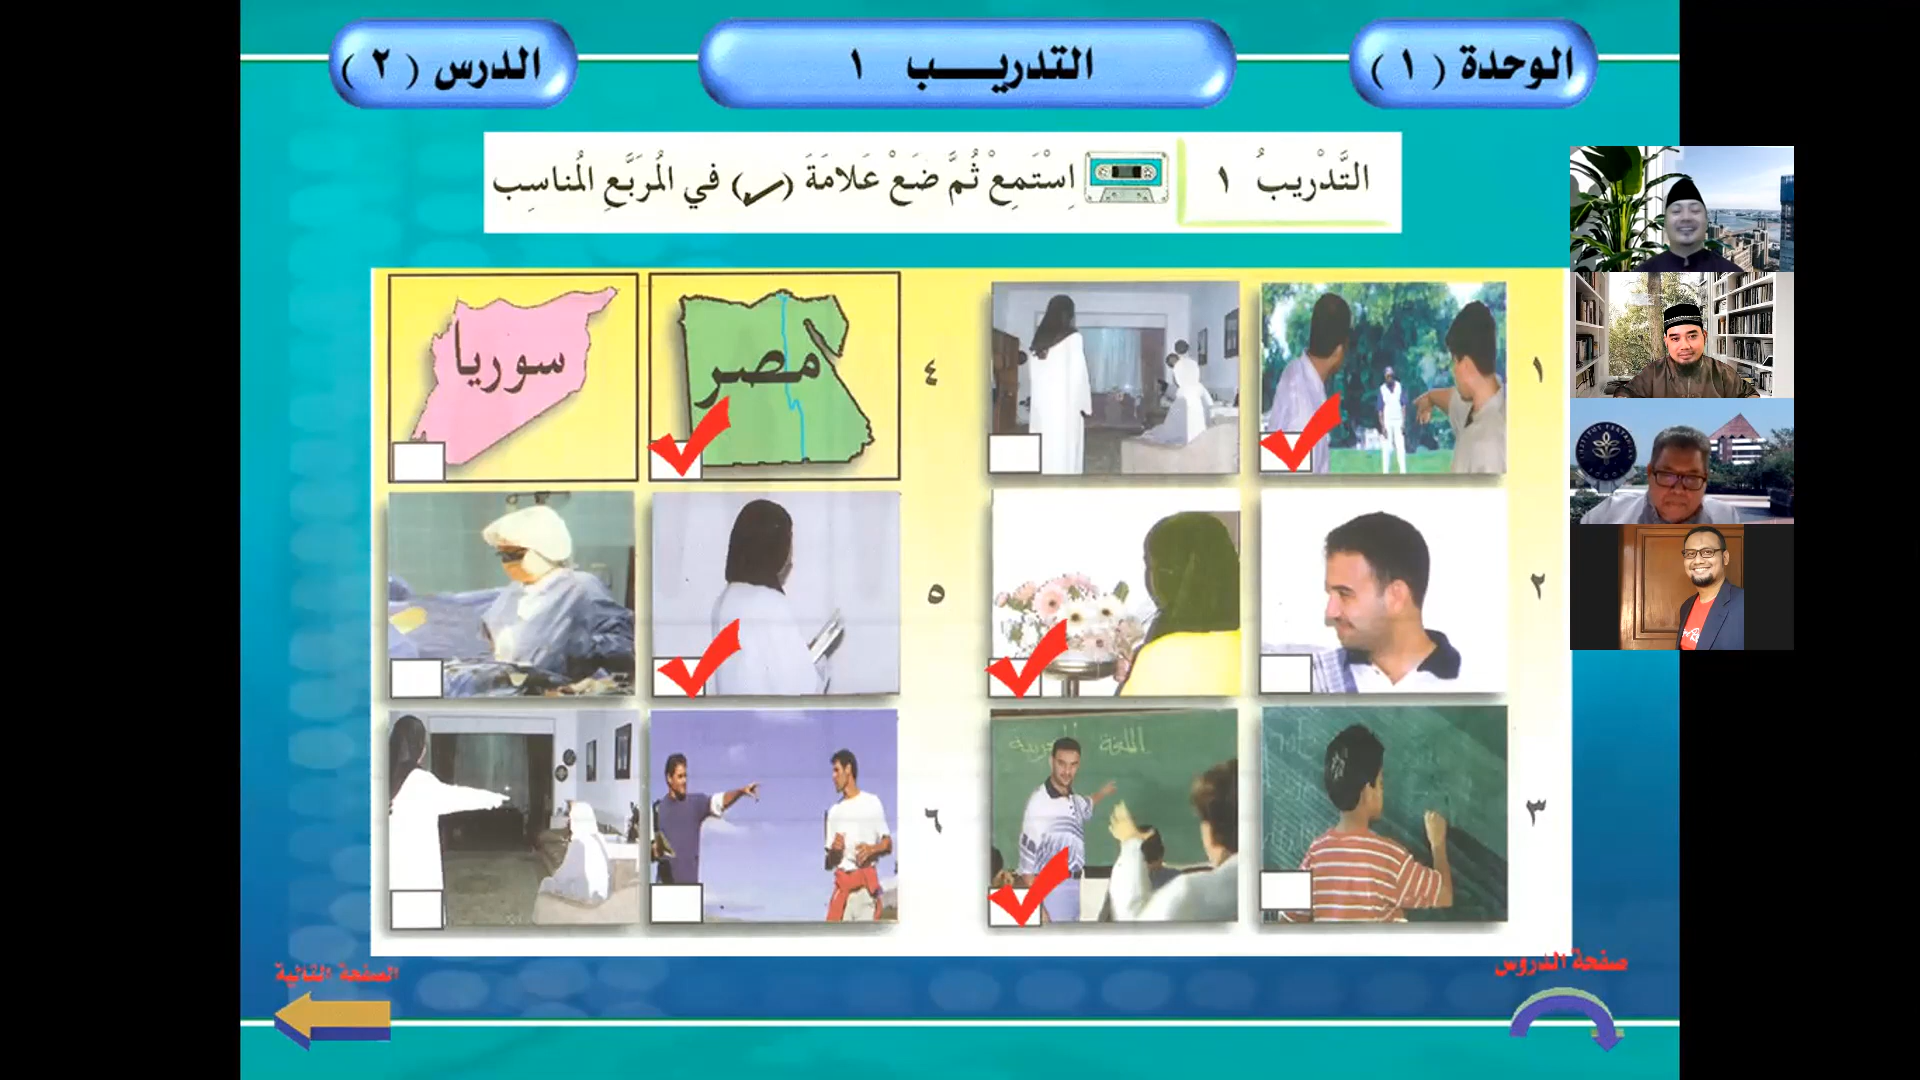 الوحدة ( ١ )
التدريــب ١
الدرس ( ٢ )
التَّدْرِيبُ ١
اِسْتَمِعْ ثُمَّ ضَعْ عَلامَةَ (✓) في المُرَبَّعِ المُناسِب
١
٤
مصر
سوريا
٢
٥
٣
اللغة العربية
٦
صفحة الدروس
الصفحة التالية